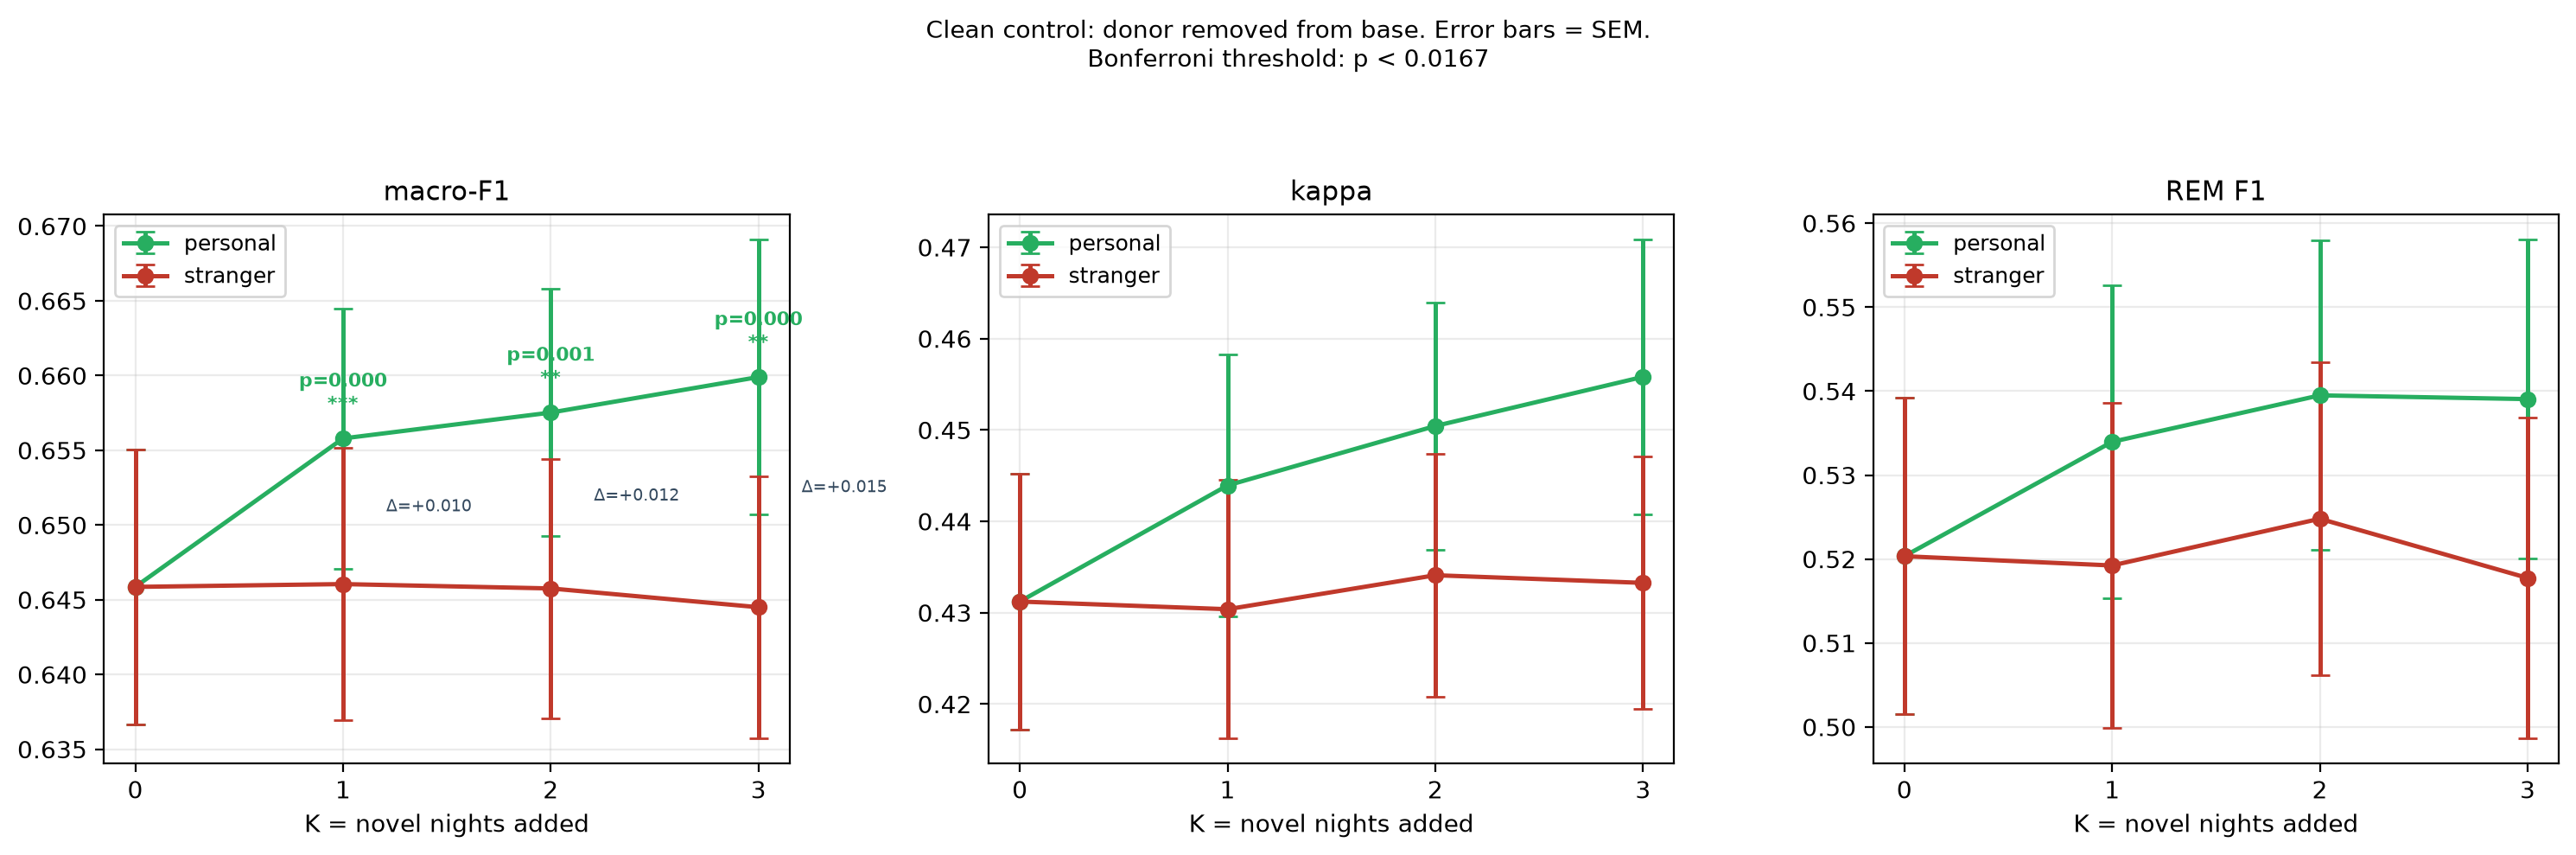 Clean control: donor removed from base. Error bars = SEM.
Bonferroni threshold: p < 0.0167
macro-F1
personal
stranger
0.670
0.665
0.660
0.655
0.650
0.645
0.640
0.635
p=0.000
***
p=0.001
**
p=0.000
**
Δ=+0.010
Δ=+0.012
Δ=+0.015
0 1 2 3
K = novel nights added
kappa
personal
stranger
0.47
0.46
0.45
0.44
0.43
0.42
0 1 2 3
K = novel nights added
REM F1
personal
stranger
0.56
0.55
0.54
0.53
0.52
0.51
0.50
0 1 2 3
K = novel nights added